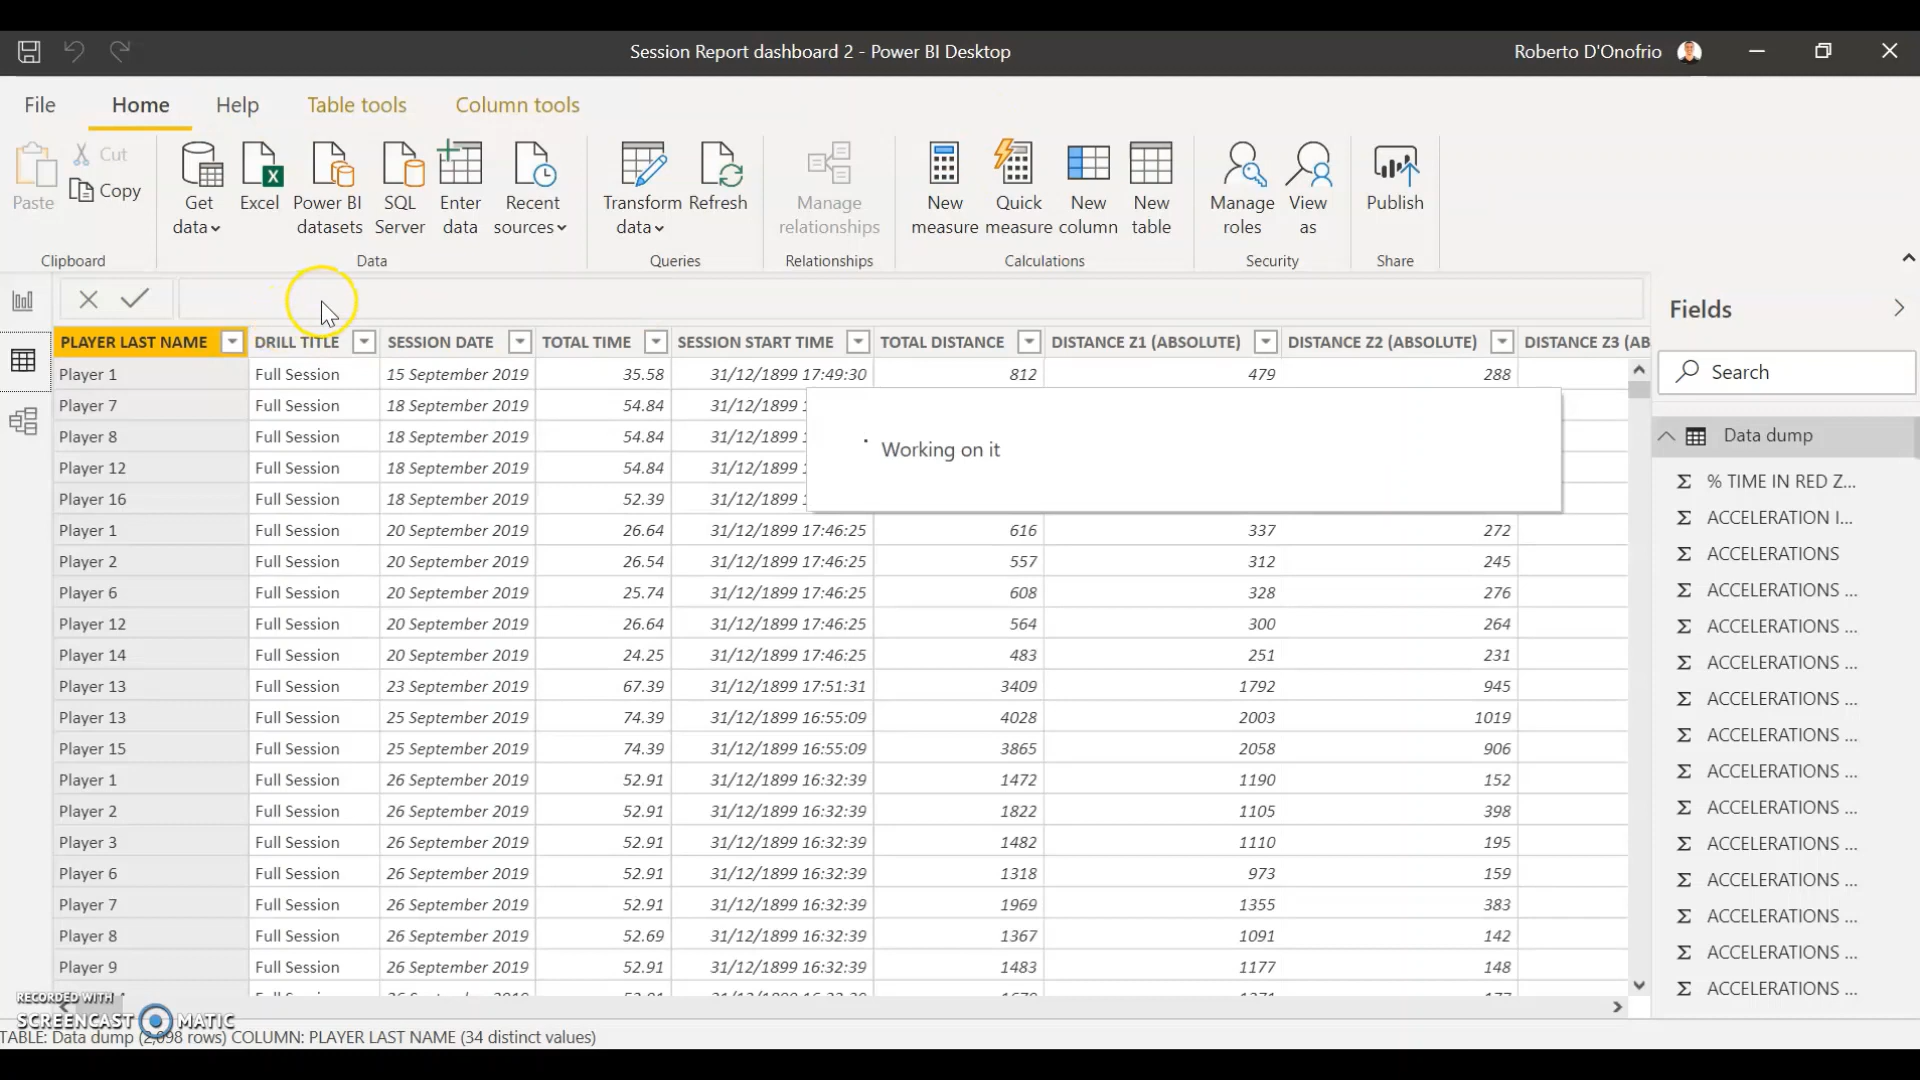 Session Report dashboard 2 - Power BI Desktop
Roberto D'Onofrio
File Home Help Table tools Column tools
Paste
Cut
Copy
Clipboard
Get data
Excel
Power BI datasets
SQL Server
Enter data
Recent sources
Data
Transform data
Refresh
Queries
Manage relationships
Relationships
New measure
Quick measure
New column
New table
Calculations
Manage roles
View as
Security
Publish
Share
PLAYER LAST NAME DRILL TITLE SESSION DATE TOTAL TIME SESSION START TIME TOTAL DISTANCE DISTANCE Z1 (ABSOLUTE) DISTANCE Z2 (ABSOLUTE) DISTANCE Z3 (AB
Player 1 Full Session 15 September 2019 35.58 31/12/1899 17:49:30 812 479 288
Player 7 Full Session 18 September 2019 54.84 31/12/1899
Player 8 Full Session 18 September 2019 54.84 31/12/1899
Player 12 Full Session 18 September 2019 54.84 31/12/1899
Player 16 Full Session 18 September 2019 52.39 31/12/1899
Working on it
Player 1 Full Session 20 September 2019 26.64 31/12/1899 17:46:25 616 337 272
Player 2 Full Session 20 September 2019 26.54 31/12/1899 17:46:25 557 312 245
Player 6 Full Session 20 September 2019 25.74 31/12/1899 17:46:25 608 328 276
Player 12 Full Session 20 September 2019 26.64 31/12/1899 17:46:25 564 300 264
Player 14 Full Session 20 September 2019 24.25 31/12/1899 17:46:25 483 251 231
Player 13 Full Session 23 September 2019 67.39 31/12/1899 17:51:31 3409 1792 945
Player 13 Full Session 25 September 2019 74.39 31/12/1899 16:55:09 4028 2003 1019
Player 15 Full Session 25 September 2019 74.39 31/12/1899 16:55:09 3865 2058 906
Player 1 Full Session 26 September 2019 52.91 31/12/1899 16:32:39 1472 1190 152
Player 2 Full Session 26 September 2019 52.91 31/12/1899 16:32:39 1822 1105 398
Player 3 Full Session 26 September 2019 52.91 31/12/1899 16:32:39 1482 1110 195
Player 6 Full Session 26 September 2019 52.91 31/12/1899 16:32:39 1318 973 159
Player 7 Full Session 26 September 2019 52.91 31/12/1899 16:32:39 1969 1355 383
Player 8 Full Session 26 September 2019 52.69 31/12/1899 16:32:39 1367 1091 142
Player 9 Full Session 26 September 2019 52.91 31/12/1899 16:32:39 1483 1177 148
Fields
Search
Data dump
% TIME IN RED Z...
ACCELERATION I...
ACCELERATIONS
ACCELERATIONS ...
ACCELERATIONS ...
ACCELERATIONS ...
ACCELERATIONS ...
ACCELERATIONS ...
ACCELERATIONS ...
ACCELERATIONS ...
ACCELERATIONS ...
ACCELERATIONS ...
ACCELERATIONS ...
ACCELERATIONS ...
ACCELERATIONS ...
RECORDED WITH
SCREENCAST MATIC
TABLE: Data dump (2,098 rows) COLUMN: PLAYER LAST NAME (34 distinct values)